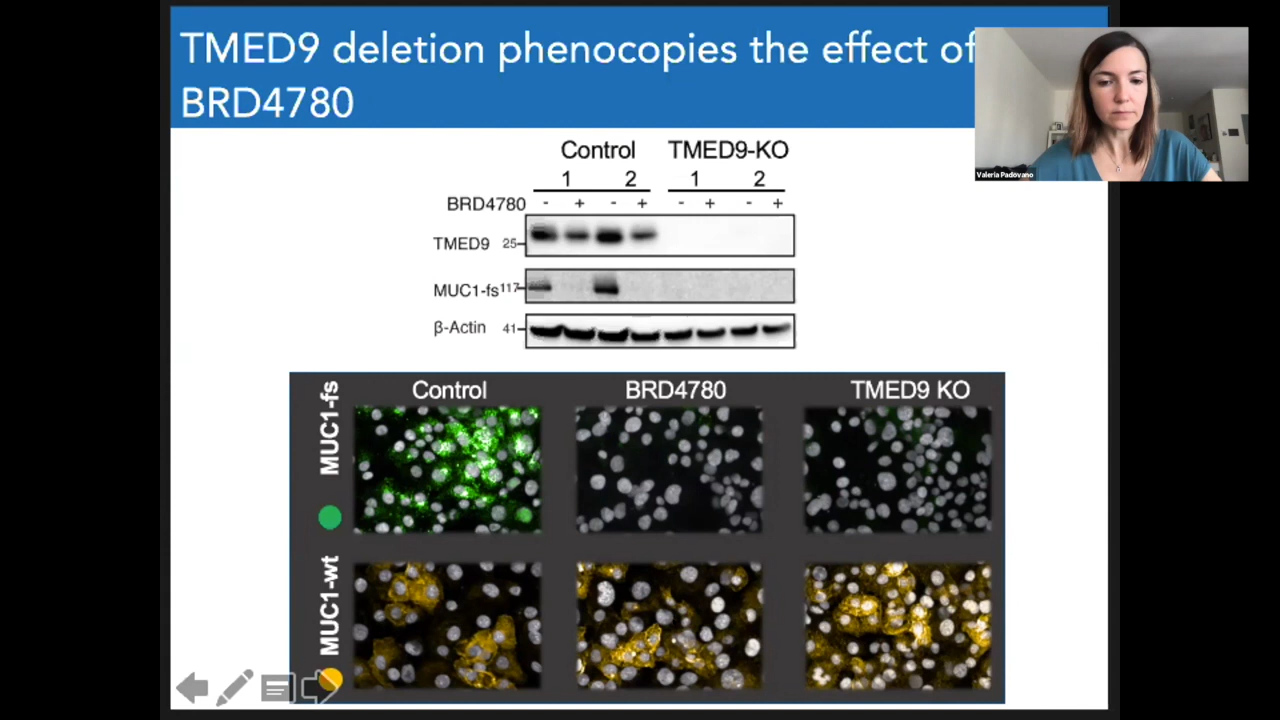 TMED9 deletion phenocopies the effect of
BRD4780
Valeria Padovano
Control TMED9-KO
1 2 1 2
BRD4780 - + - + - + - +
TMED9 25
MUC1-fs 117
β-Actin 41
Control BRD4780 TMED9 KO
MUC1-fs
MUC1-wt